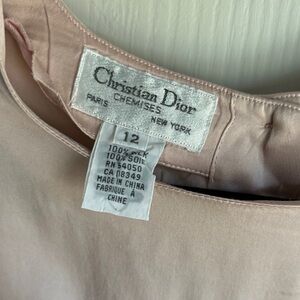 Christian Dior
CHEMISES
PARIS NEW YORK
12
100% SILK
100% SOIE
RN 54050
CA 08349
MADE IN CHINA
FABRIQUÉ À
CHINE